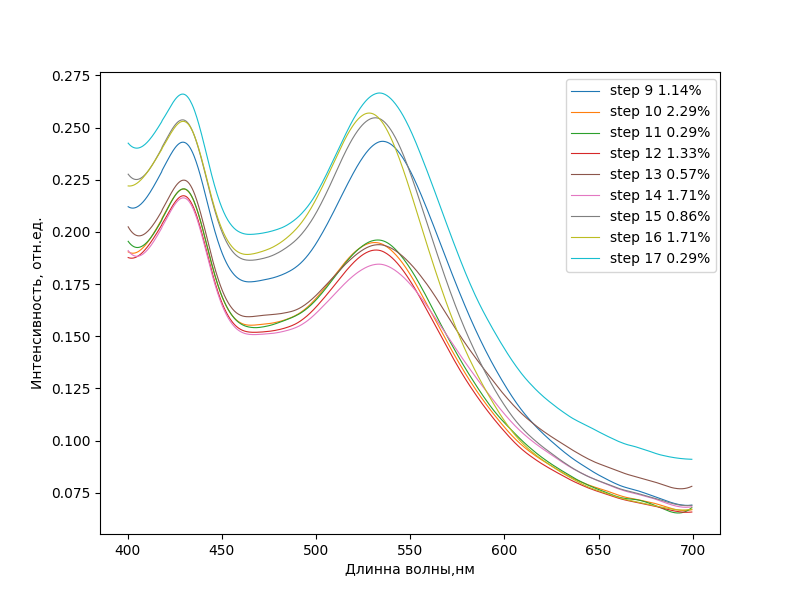 0.275
0.250
0.225
0.200
0.175
0.150
0.125
0.100
0.075
Интенсивность, отн.ед.
step 9 1.14%
step 10 2.29%
step 11 0.29%
step 12 1.33%
step 13 0.57%
step 14 1.71%
step 15 0.86%
step 16 1.71%
step 17 0.29%
400 450 500 550 600 650 700
Длинна волны,нм